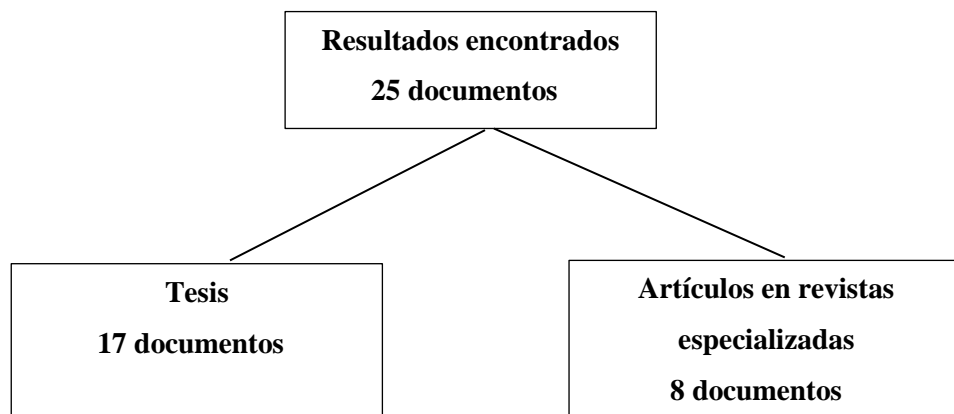 Resultados encontrados
25 documentos
Tesis
17 documentos
Artículos en revistas
especializadas
8 documentos